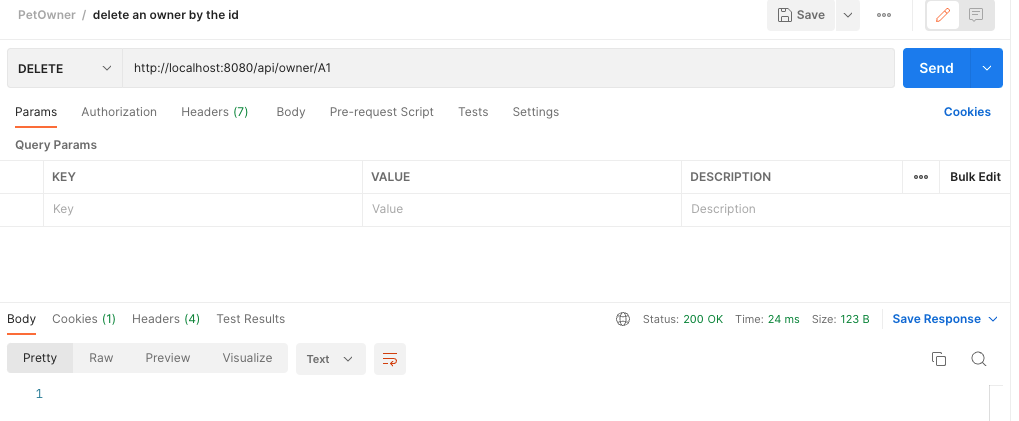 PetOwner / delete an owner by the id Save ooo
DELETE http://localhost:8080/api/owner/A1 Send
Params Authorization Headers (7) Body Pre-request Script Tests Settings Cookies
Query Params
KEY VALUE DESCRIPTION ooo Bulk Edit
Key Value Description
Body Cookies (1) Headers (4) Test Results Status: 200 OK Time: 24 ms Size: 123 B Save Response
Pretty Raw Preview Visualize Text
1